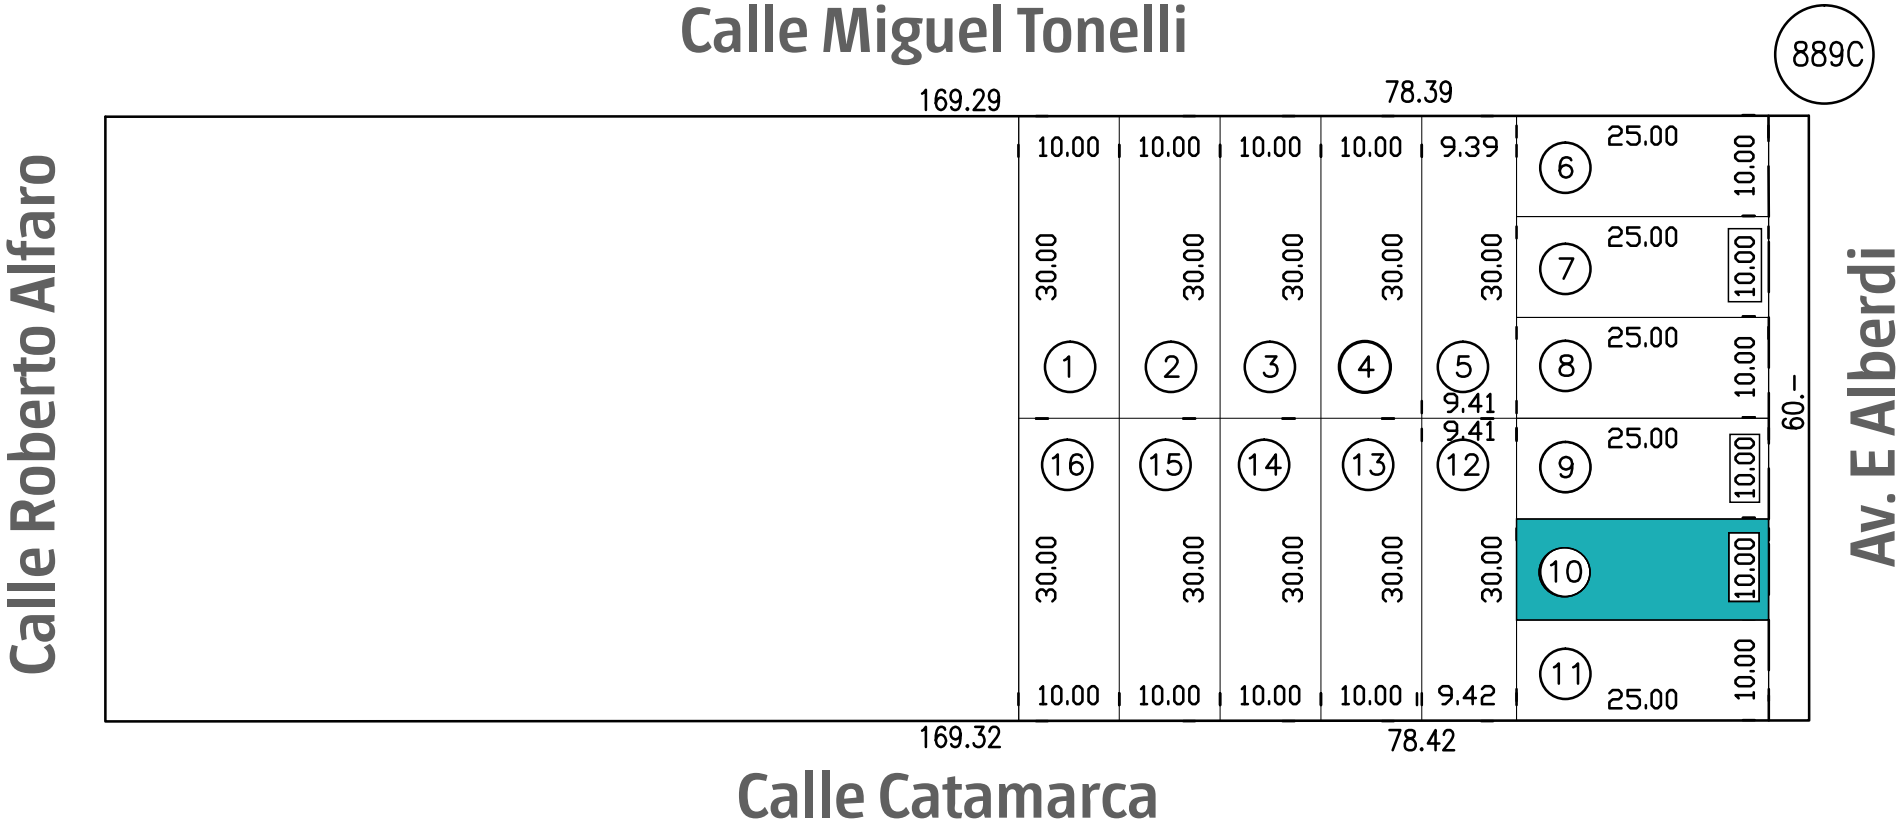 Calle Miguel Tonelli
889C
169.29
78.39
10.00 10.00 10.00 10.00 9.39
6 25.00 10.00
30.00 30.00 30.00 30.00 30.00
7 25.00 10.00
1 2 3 4 5
8 25.00 10.00
9.41
9.41
16 15 14 13 12
9 25.00 10.00
30.00 30.00 30.00 30.00 30.00
10 10.00
11 25.00 10.00
10.00 10.00 10.00 10.00 9.42
60.-
169.32
78.42
Calle Roberto Alfaro
Av. E Alberdi
Calle Catamarca